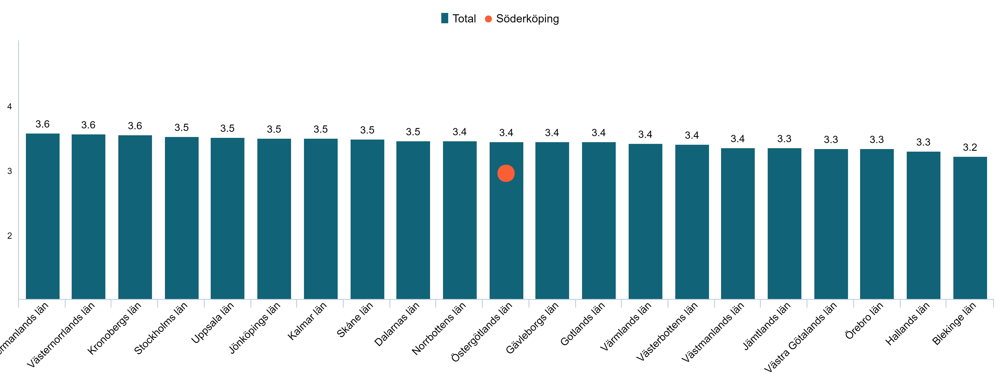 Total Söderköping
4
3
2
3.6 3.6 3.6 3.5 3.5 3.5 3.5 3.5 3.5 3.4 3.4 3.4 3.4 3.4 3.4 3.4 3.3 3.3 3.3 3.3 3.2
ermanlands län
Västernorrlands län
Kronobergs län
Stockholms län
Uppsala län
Jönköpings län
Kalmar län
Skåne län
Dalarnas län
Norrbottens län
Östergötlands län
Gävleborgs län
Gotlands län
Värmlands län
Västerbottens län
Västmanlands län
Jämtlands län
Västra Götalands län
Örebro län
Hallands län
Blekinge län